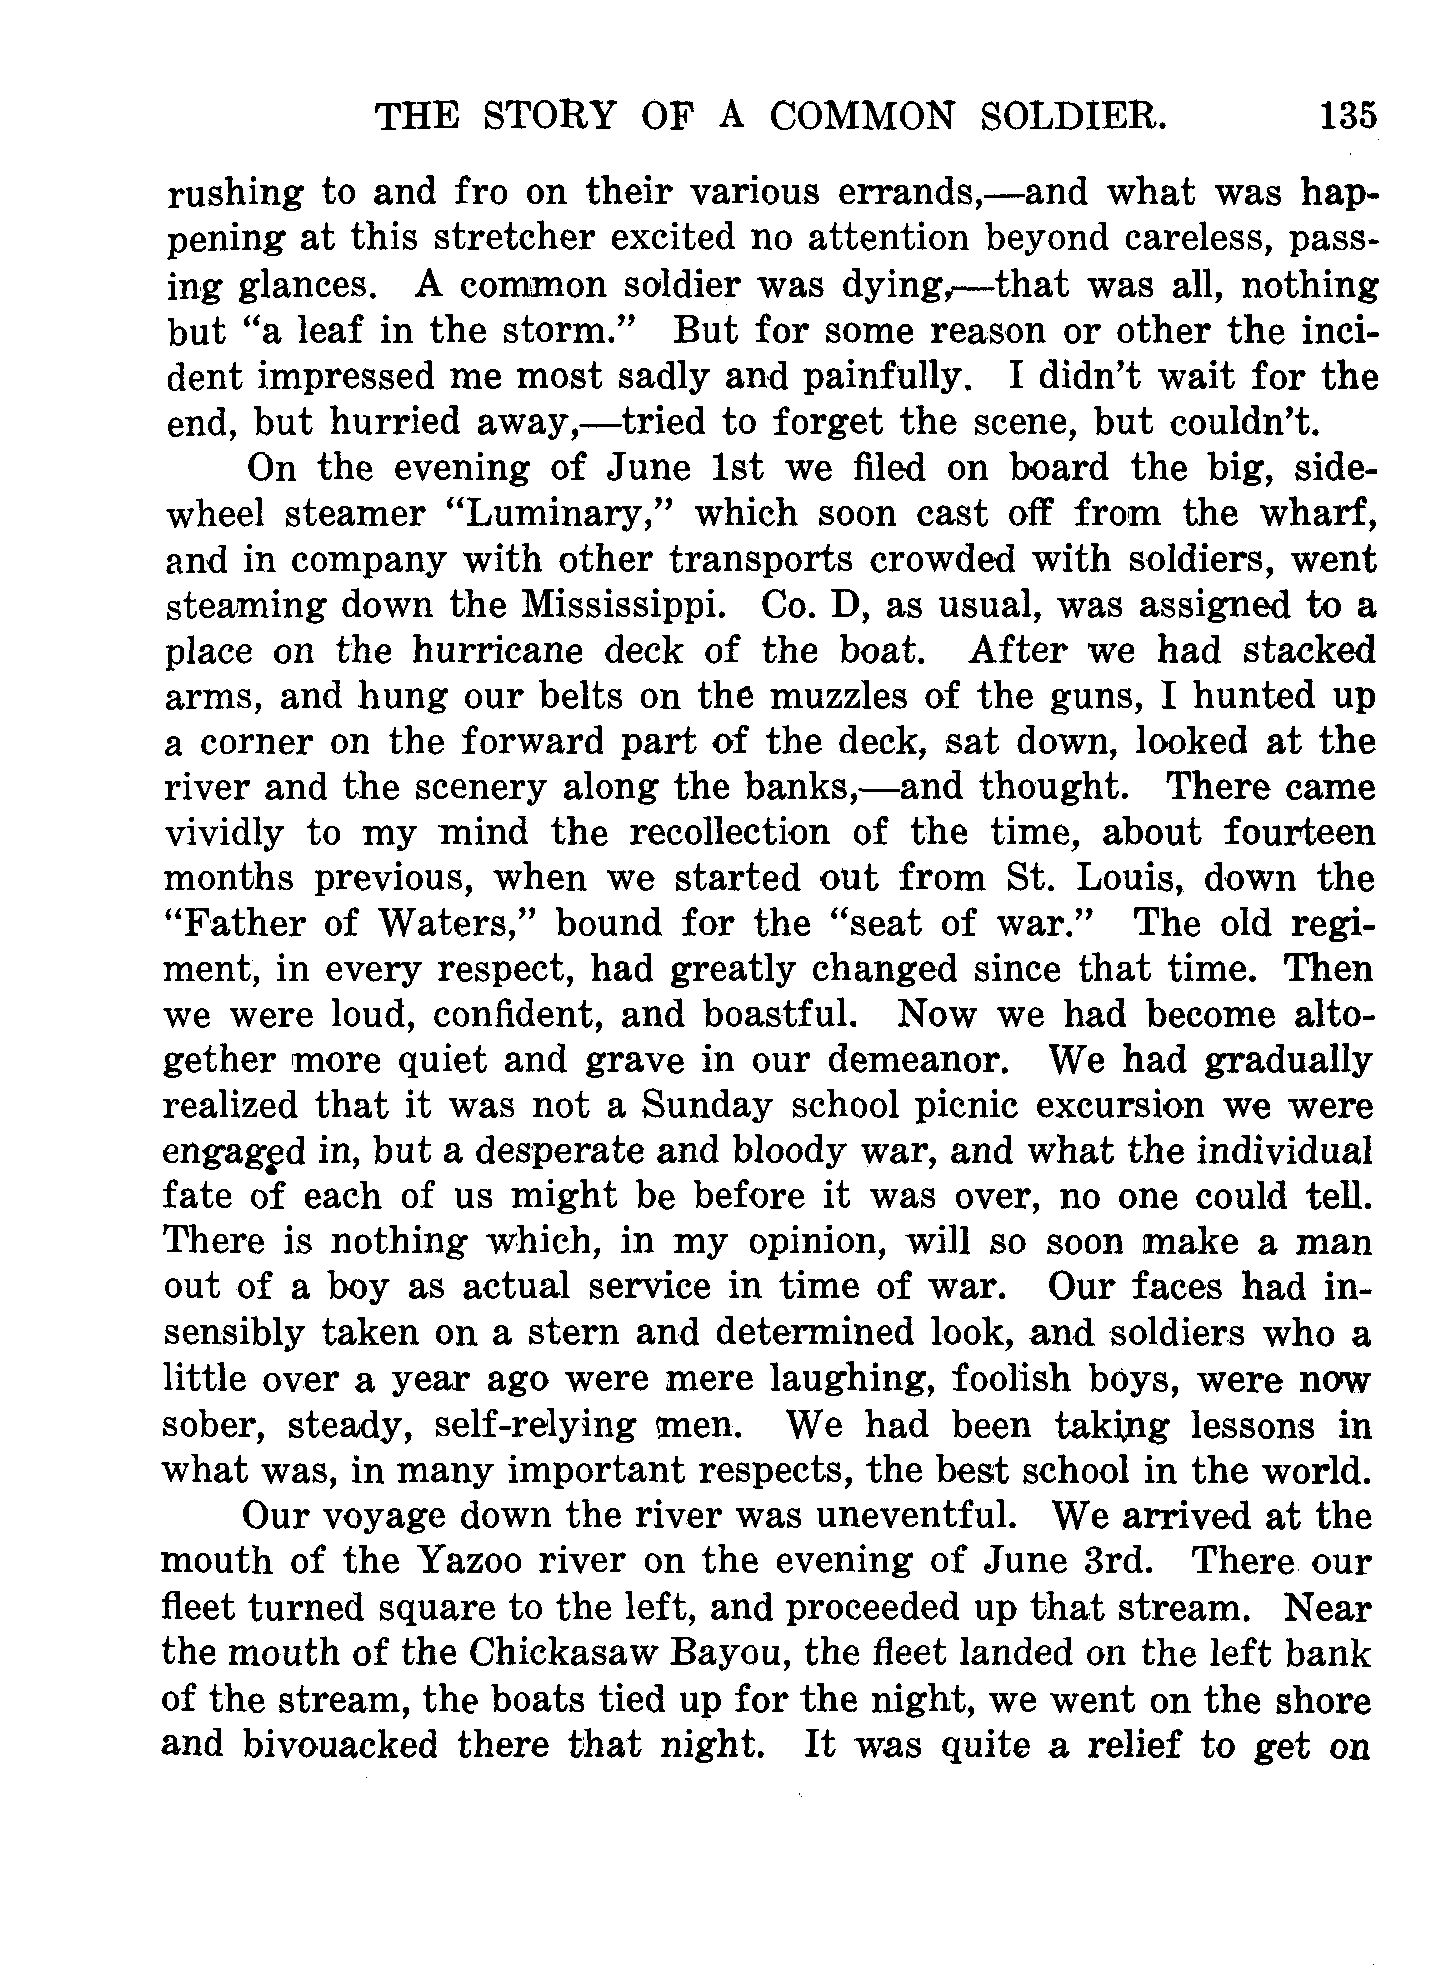 THE STORY OF A COMMON SOLDIER. 135
rushing to and fro on their various errands,—and what was hap-
pening at this stretcher excited no attention beyond careless, pass-
ing glances. A common soldier was dying,—that was all, nothing
but “a leaf in the storm.” But for some reason or other the inci-
dent impressed me most sadly and painfully. I didn’t wait for the
end, but hurried away,—tried to forget the scene, but couldn’t.
On the evening of June 1st we filed on board the big, side-
wheel steamer “Luminary,” which soon cast off from the wharf,
and in company with other transports crowded with soldiers, went
steaming down the Mississippi. Co. D, as usual, was assigned to a
place on the hurricane deck of the boat. After we had stacked
arms, and hung our belts on the muzzles of the guns, I hunted up
a corner on the forward part of the deck, sat down, looked at the
river and the scenery along the banks,—and thought. There came
vividly to my mind the recollection of the time, about fourteen
months previous, when we started out from St. Louis, down the
“Father of Waters,” bound for the “seat of war.” The old regi-
ment, in every respect, had greatly changed since that time. Then
we were loud, confident, and boastful. Now we had become alto-
gether more quiet and grave in our demeanor. We had gradually
realized that it was not a Sunday school picnic excursion we were
engaged in, but a desperate and bloody war, and what the individual
fate of each of us might be before it was over, no one could tell.
There is nothing which, in my opinion, will so soon make a man
out of a boy as actual service in time of war. Our faces had in-
sensibly taken on a stern and determined look, and soldiers who a
little over a year ago were mere laughing, foolish boys, were now
sober, steady, self-relying men. We had been taking lessons in
what was, in many important respects, the best school in the world.
Our voyage down the river was uneventful. We arrived at the
mouth of the Yazoo river on the evening of June 3rd. There our
fleet turned square to the left, and proceeded up that stream. Near
the mouth of the Chickasaw Bayou, the fleet landed on the left bank
of the stream, the boats tied up for the night, we went on the shore
and bivouacked there that night. It was quite a relief to get on